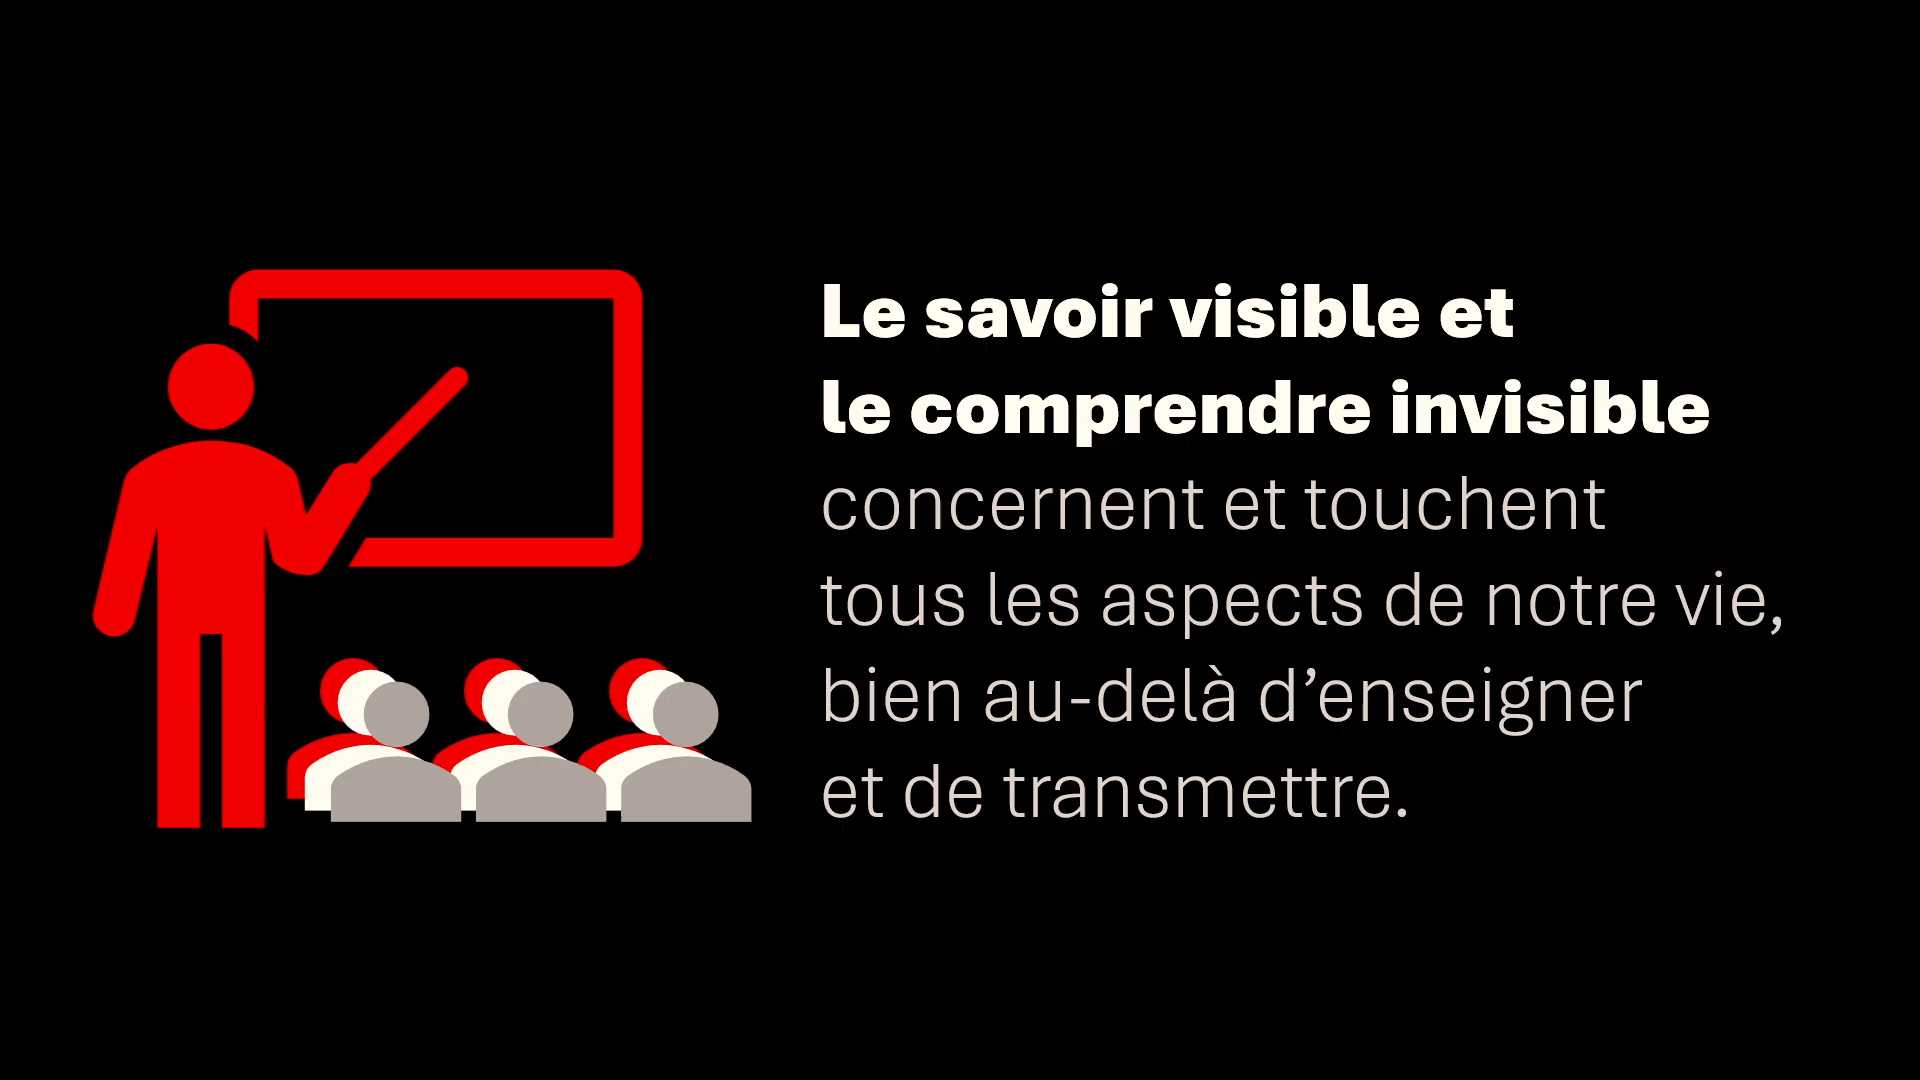 Le savoir visible et
le comprendre invisible
concernent et touchent
tous les aspects de notre vie,
bien au-delà d’enseigner
et de transmettre.